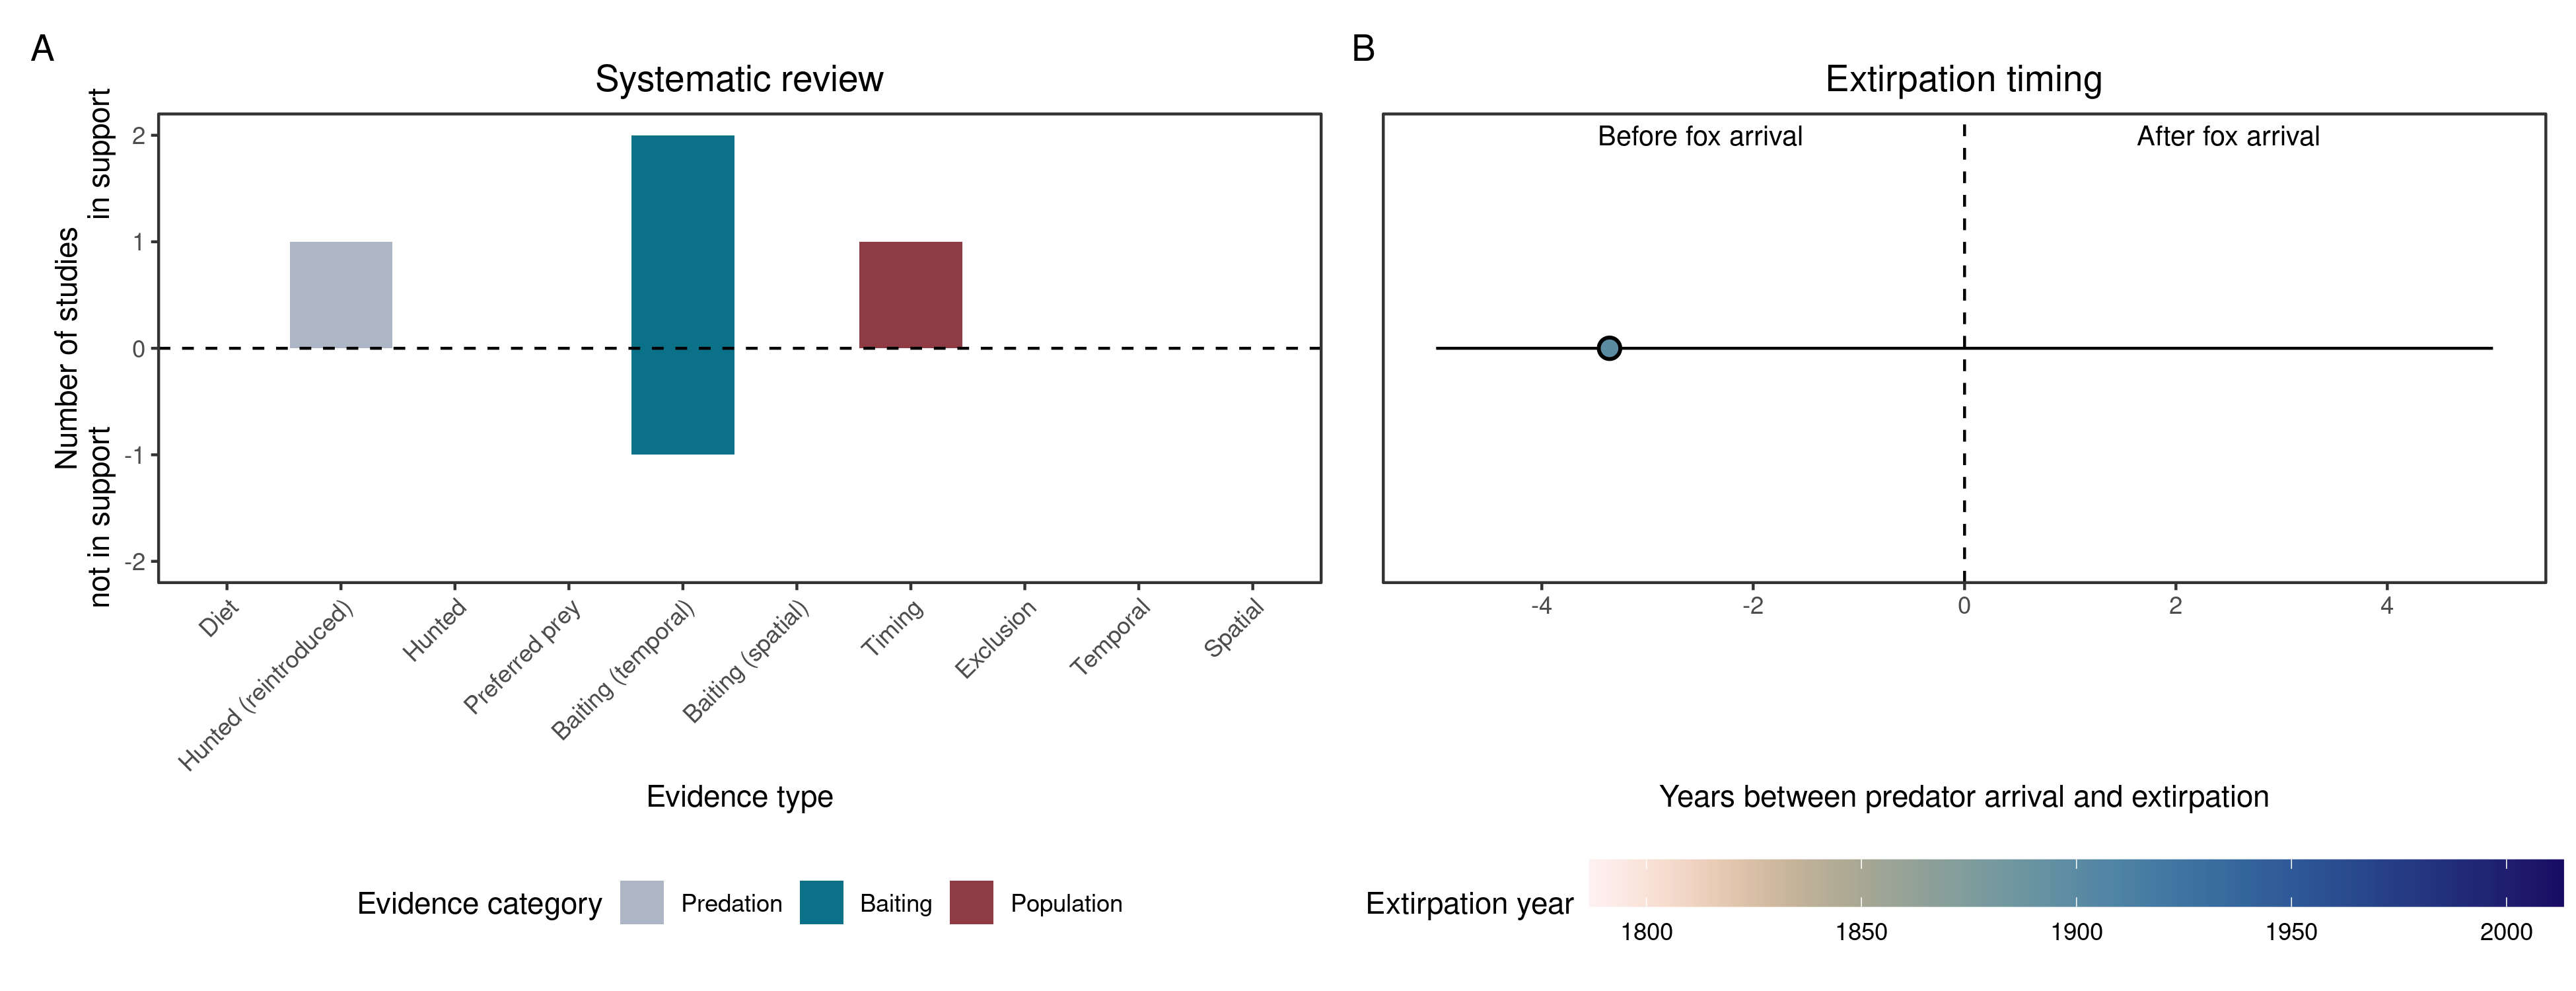 A
Systematic review
Number of studies
not in support in support
2
1
0
-1
-2
Diet
Hunted (reintroduced)
Hunted
Preferred prey
Baiting (temporal)
Baiting (spatial)
Timing
Exclusion
Temporal
Spatial
Evidence type
Evidence category Predation Baiting Population
B
Extirpation timing
Before fox arrival After fox arrival
-4 -2 0 2 4
Years between predator arrival and extirpation
Extirpation year
1800 1850 1900 1950 2000